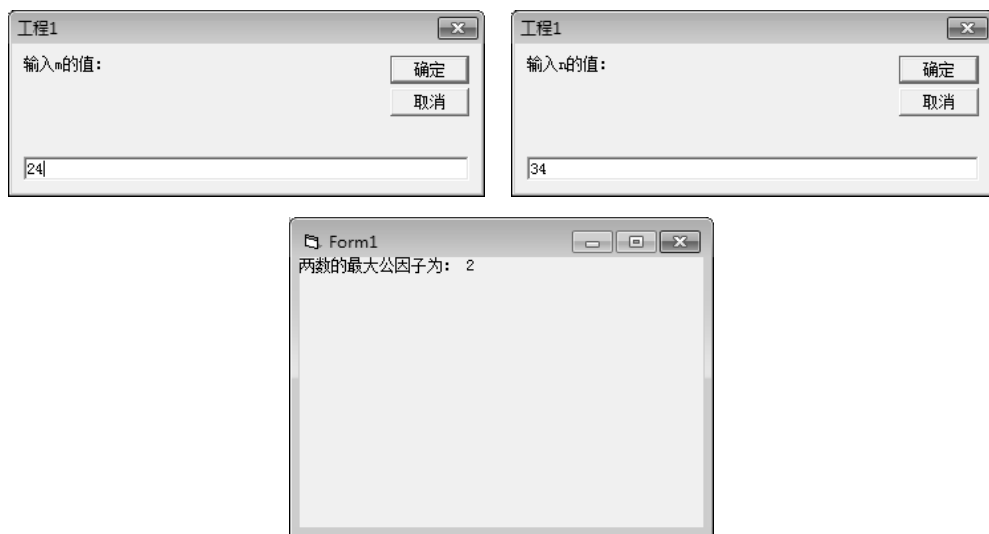 工程1
输入m的值:
确定
取消
24
工程1
输入n的值:
确定
取消
34
Form1
两数的最大公因子为: 2